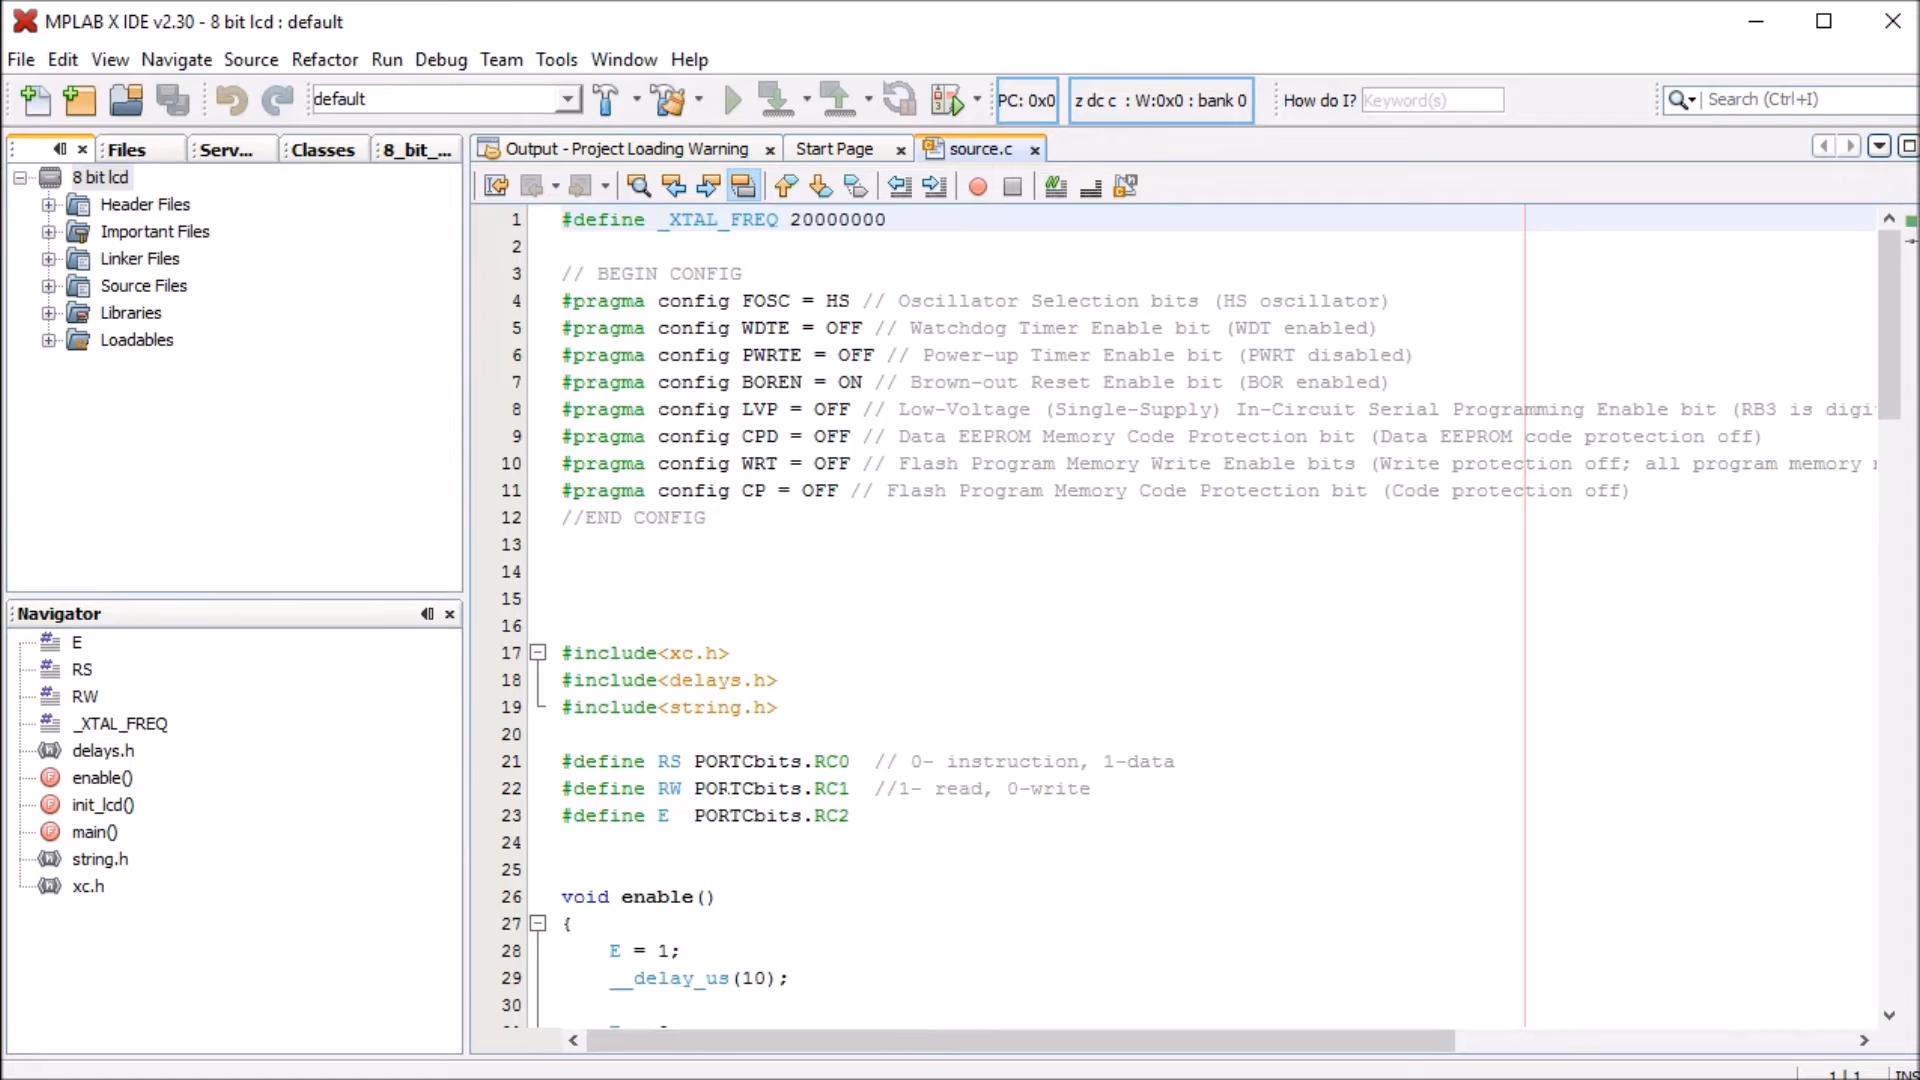 MPLAB X IDE v2.30 - 8 bit lcd : default
File Edit View Navigate Source Refactor Run Debug Team Tools Window Help
default
PC: 0x0
z dc c : W:0x0 : bank 0
How do I? Keyword(s)
Search (Ctrl+I)
Files
Serv...
Classes
8_bit_...
8 bit lcd
Header Files
Important Files
Linker Files
Source Files
Libraries
Loadables
Navigator
E
RS
RW
_XTAL_FREQ
delays.h
enable()
init_lcd()
main()
string.h
xc.h
Output - Project Loading Warning
Start Page
source.c
1 #define _XTAL_FREQ 20000000
2
3 // BEGIN CONFIG
4 #pragma config FOSC = HS // Oscillator Selection bits (HS oscillator)
5 #pragma config WDTE = OFF // Watchdog Timer Enable bit (WDT enabled)
6 #pragma config PWRTE = OFF // Power-up Timer Enable bit (PWRT disabled)
7 #pragma config BOREN = ON // Brown-out Reset Enable bit (BOR enabled)
8 #pragma config LVP = OFF // Low-Voltage (Single-Supply) In-Circuit Serial Programming Enable bit (RB3 is digi
9 #pragma config CPD = OFF // Data EEPROM Memory Code Protection bit (Data EEPROM code protection off)
10 #pragma config WRT = OFF // Flash Program Memory Write Enable bits (Write protection off; all program memory
11 #pragma config CP = OFF // Flash Program Memory Code Protection bit (Code protection off)
12 //END CONFIG
13
14
15
16
17 #include<xc.h>
18 #include<delays.h>
19 #include<string.h>
20
21 #define RS PORTCbits.RC0 // 0- instruction, 1-data
22 #define RW PORTCbits.RC1 //1- read, 0-write
23 #define E PORTCbits.RC2
24
25
26 void enable()
27 {
28 E = 1;
29 __delay_us(10);
30
1 | 1 INS